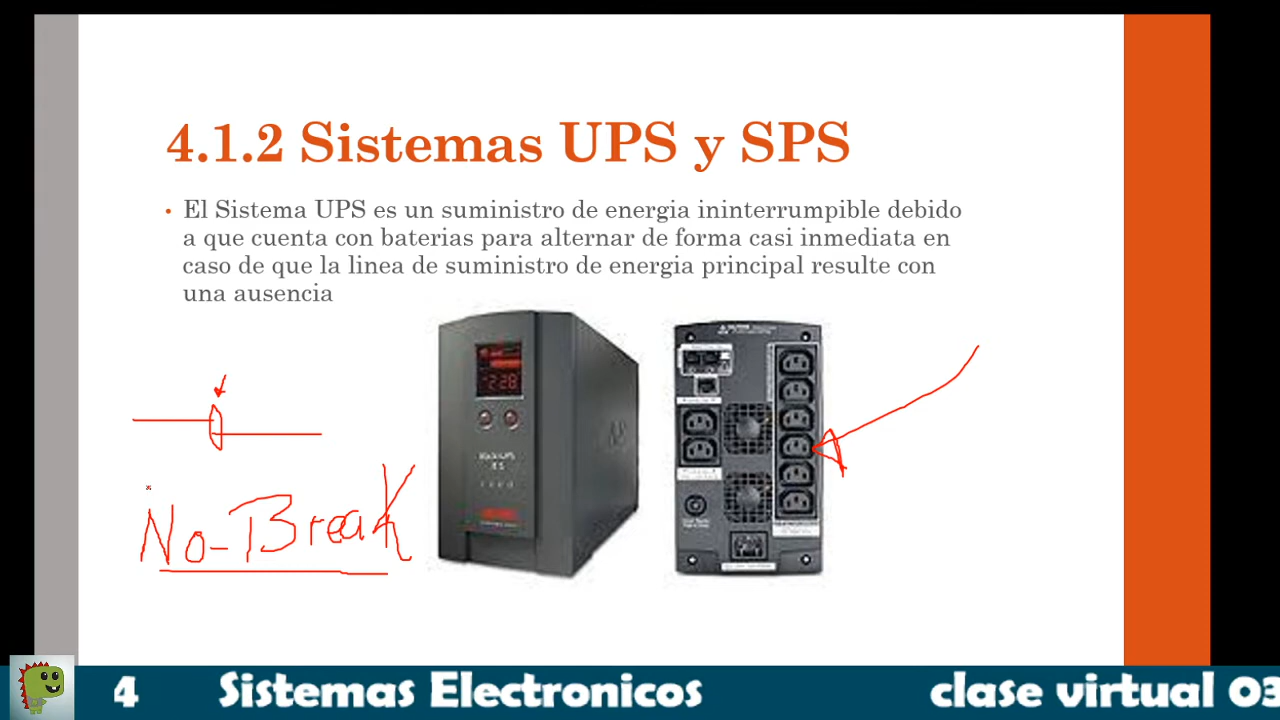 4.1.2 Sistemas UPS y SPS
• El Sistema UPS es un suministro de energia ininterrumpible debido
a que cuenta con baterias para alternar de forma casi inmediata en
caso de que la linea de suministro de energia principal resulte con
una ausencia
228
No-Break
4 Sistemas Electronicos clase virtual 03